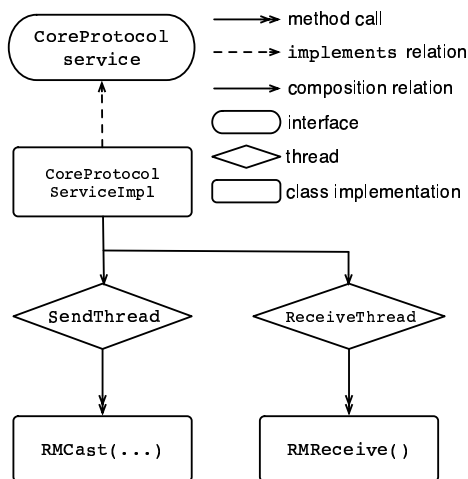 CoreProtocol
service
method call
implements relation
composition relation
interface
thread
class implementation
CoreProtocol
ServiceImpl
SendThread
ReceiveThread
RMCast(...)
RMReceive()